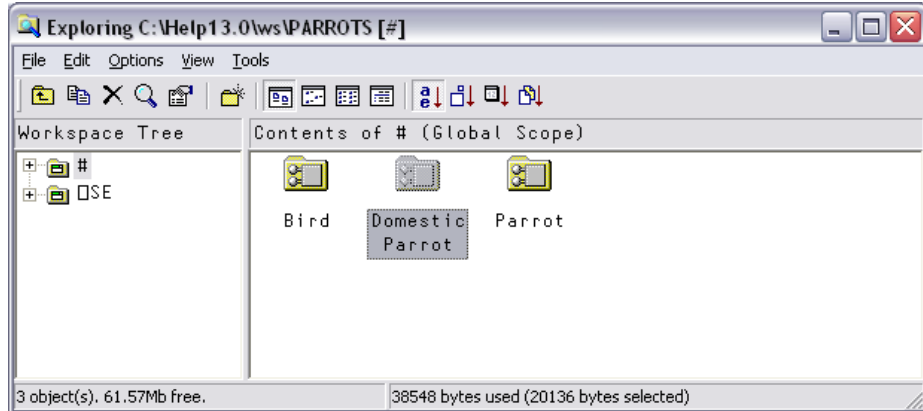 Exploring C:\Help13.0\ws\PARROTS [#]
File Edit Options View Tools
Workspace Tree
Contents of # (Global Scope)
#
⎕SE
Bird
Domestic
Parrot
Parrot
3 object(s). 61.57Mb free.
38548 bytes used (20136 bytes selected)